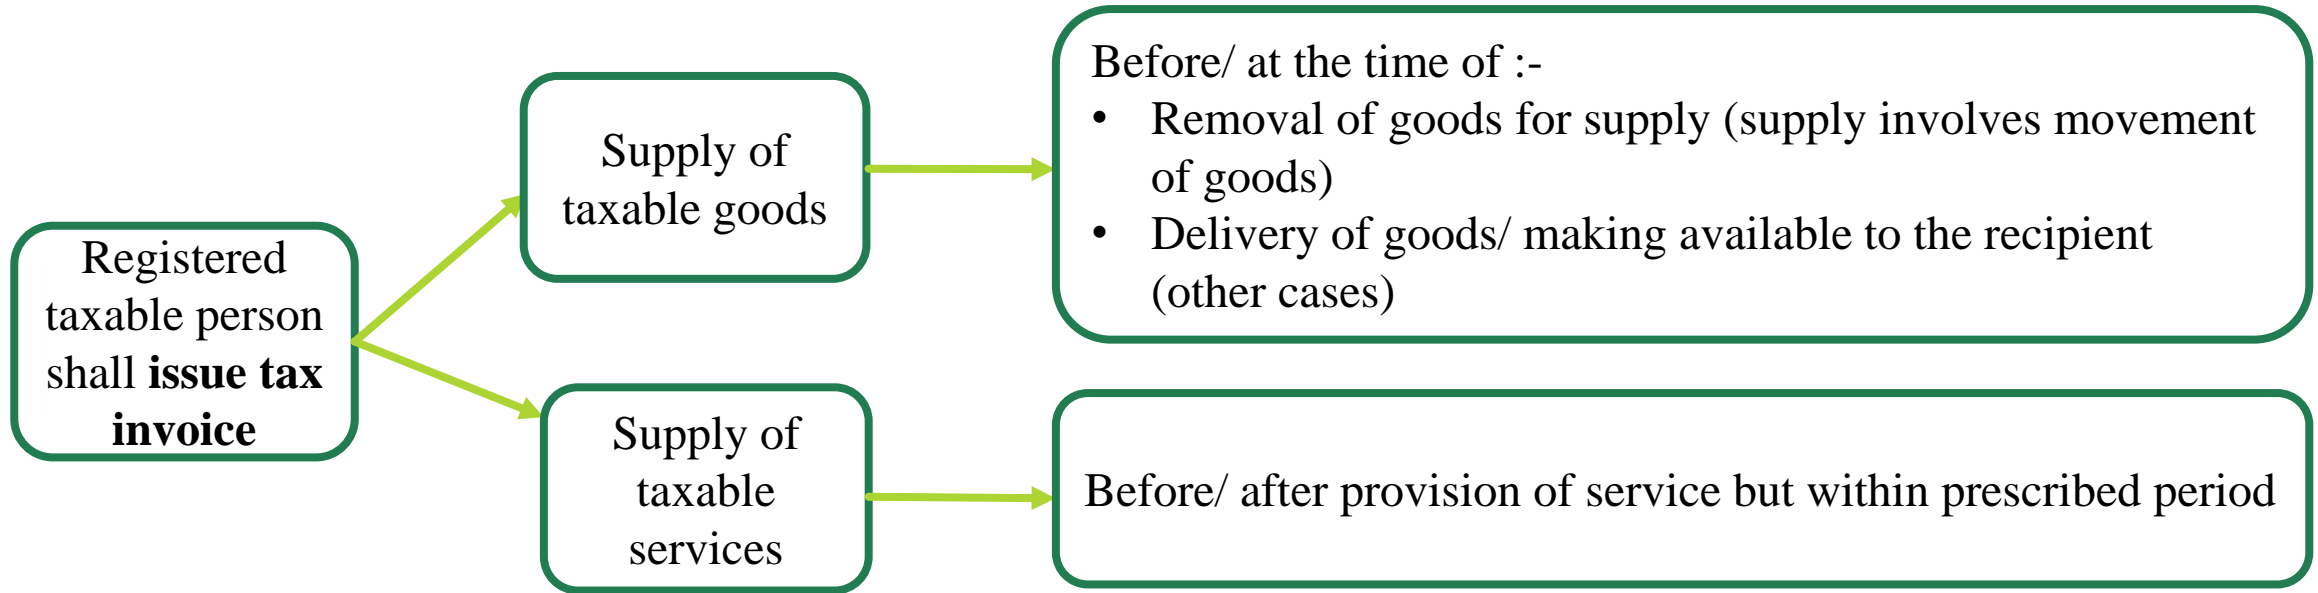 Registered
taxable person
shall issue tax
invoice
Supply of
taxable goods
Before/ at the time of :-
• Removal of goods for supply (supply involves movement
of goods)
• Delivery of goods/ making available to the recipient
(other cases)
Supply of
taxable
services
Before/ after provision of service but within prescribed period